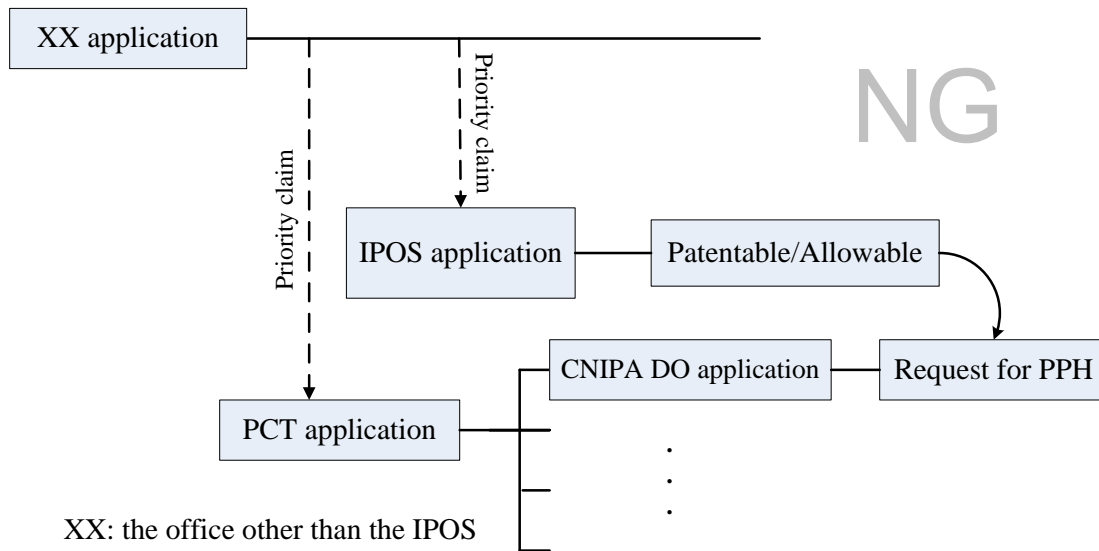 XX application
NG
Priority claim
Priority claim
IPOS application
Patentable/Allowable
CNIPA DO application
Request for PPH
PCT application
XX: the office other than the IPOS